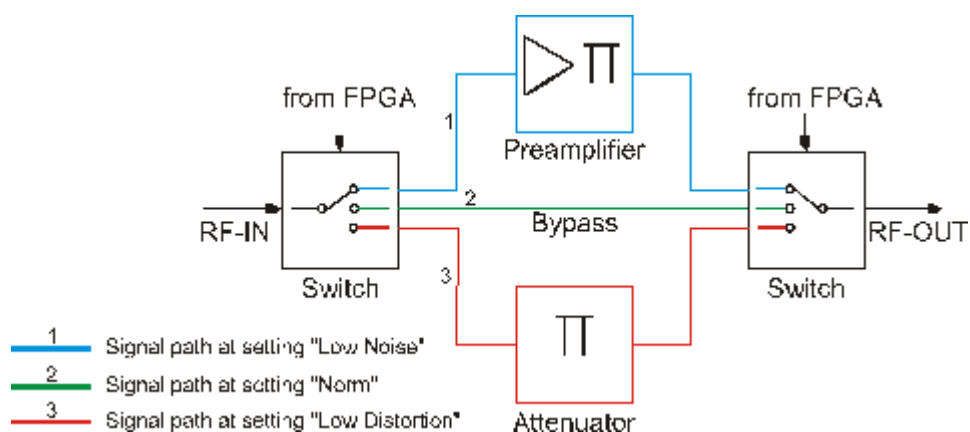 from FPGA
from FPGA
1
Preamplifier
2
RF-IN
Bypass
RF-OUT
Switch
3
Switch
1 Signal path at setting "Low Noise"
2 Signal path at setting "Norm"
3 Signal path at setting "Low Distortion"
Attenuator